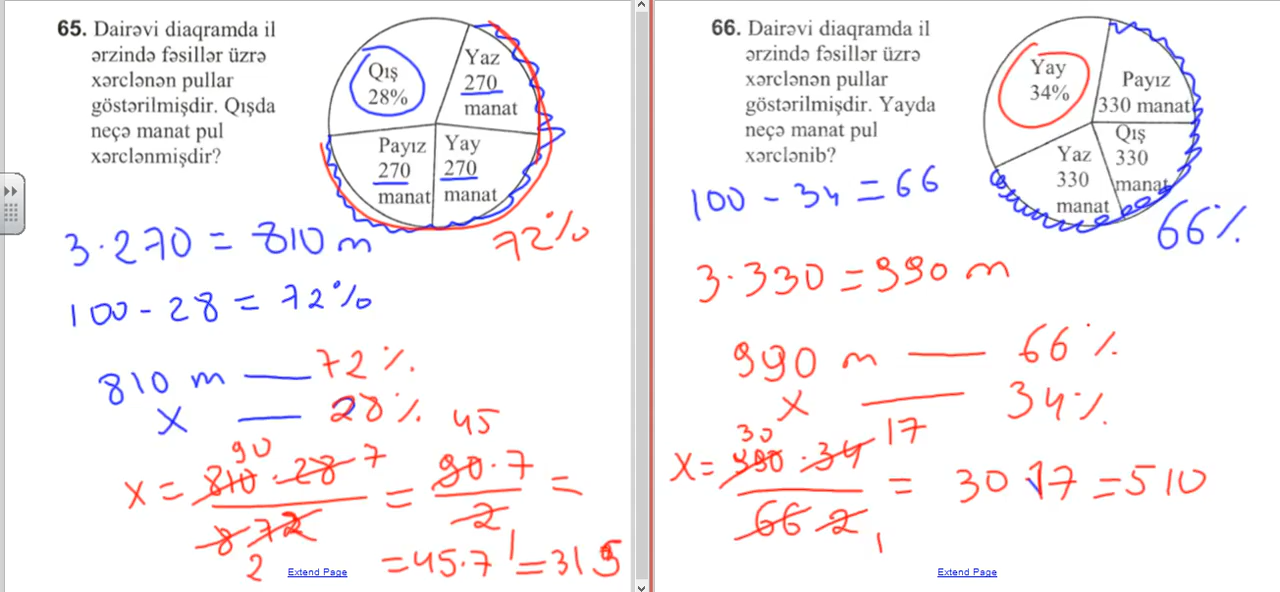 65. Dairəvi diaqramda il
ərzində fəsillər üzrə
xərclənən pullar
göstərilmişdir. Qışda
neçə manat pul
xərclənmişdir?
Qış
28%
Yaz
270
manat
Payız
270
manat
Yay
270
manat
72%
3·270 = 810 m
100 - 28 = 72%
810 m — 72%
x — 28%
90 45
x = 810·28 7 = 90·7 =
8 72 2
2 1
= 45·7 = 315
Extend Page
66. Dairəvi diaqramda il
ərzində fəsillər üzrə
xərclənən pullar
göstərilmişdir. Yayda
neçə manat pul
xərclənib?
Yay
34%
Payız
330 manat
Qış
330
manat
Yaz
330
manat
66%
100 - 34 = 66
3·330 = 990 m
990 m — 66%
x — 34%
30 17
x = 990·34 = 30·17 = 510
66 2
1
Extend Page